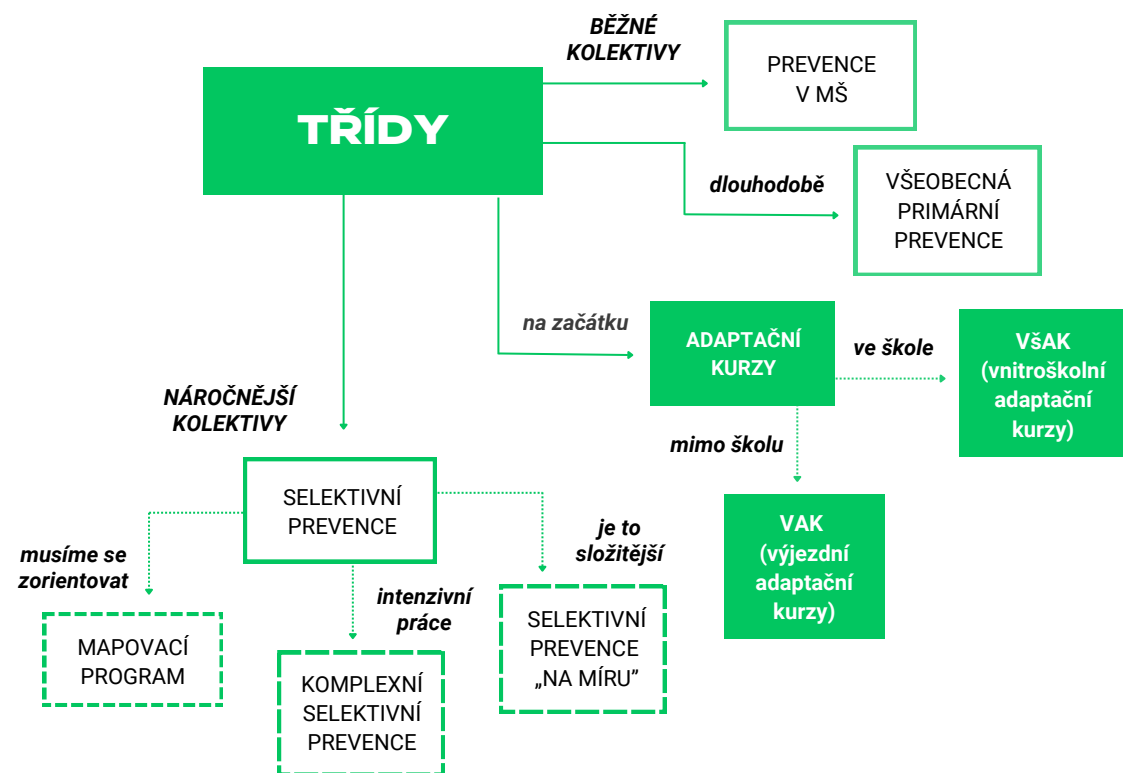 BĚŽNÉ
KOLEKTIVY
PREVENCE
V MŠ
TŘÍDY
dlouhodobě
VŠEOBECNÁ
PRIMÁRNÍ
PREVENCE
na začátku
ADAPTAČNÍ
KURZY
ve škole
VšAK
(vnitroškolní
adaptační
kurzy)
mimo školu
VAK
(výjezdní
adaptační
kurzy)
NÁROČNĚJŠÍ
KOLEKTIVY
SELEKTIVNÍ
PREVENCE
musíme se
zorientovat
MAPOVACÍ
PROGRAM
intenzivní
práce
KOMPLEXNÍ
SELEKTIVNÍ
PREVENCE
je to
složitější
SELEKTIVNÍ
PREVENCE
„NA MÍRU”